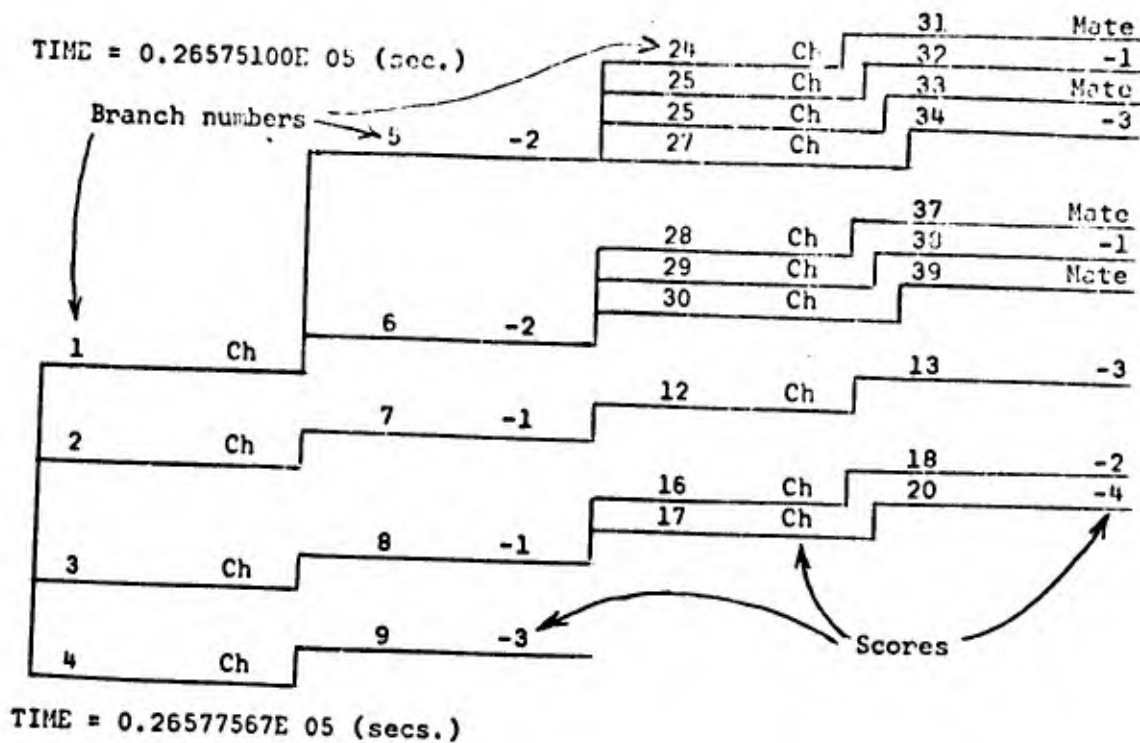 TIME = 0.26575100E 05 (sec.)
Branch numbers
24 Ch
31 Mate
32 -1
25 Ch
33 Mate
25 Ch
34 -3
5 -2
27 Ch
37 Mate
28 Ch
30 -1
29 Ch
39 Mate
30 Ch
6 -2
1 Ch
13 -3
12 Ch
7 -1
2 Ch
18 -2
16 Ch
20 -4
17 Ch
8 -1
3 Ch
9 -3
Scores
4 Ch
TIME = 0.26577567E 05 (secs.)